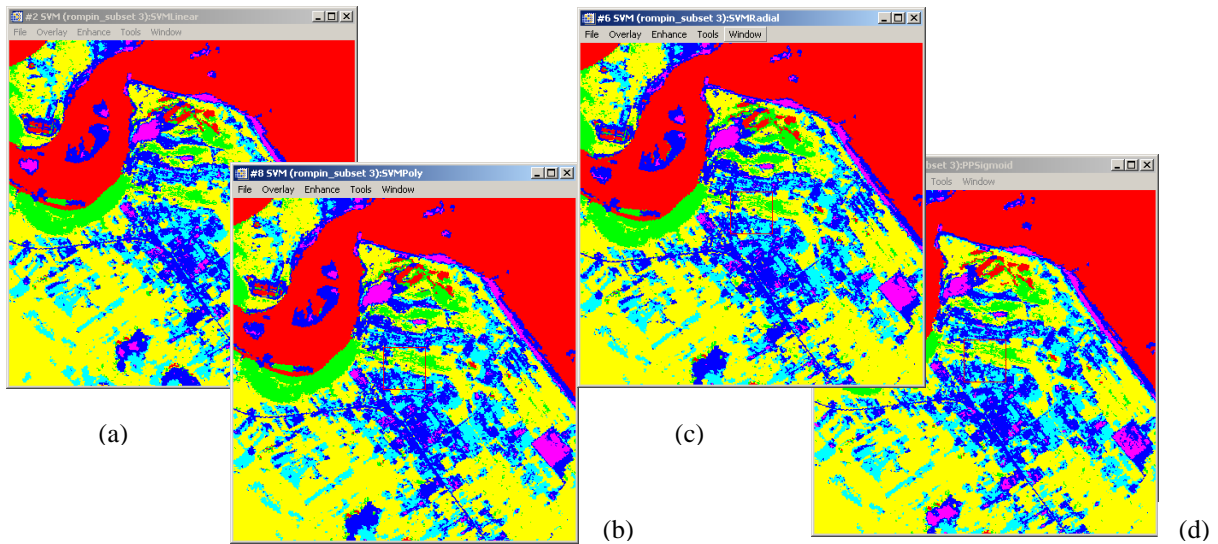 #2 SVM (rompin_subset 3):SVMLinear
File Overlay Enhance Tools Window
#8 SVM (rompin_subset 3):SVMPoly
File Overlay Enhance Tools Window
#6 SVM (rompin_subset 3):SVMRadial
File Overlay Enhance Tools Window
bset 3):PPSigmoid
Tools Window
(a)
(c)
(b)
(d)